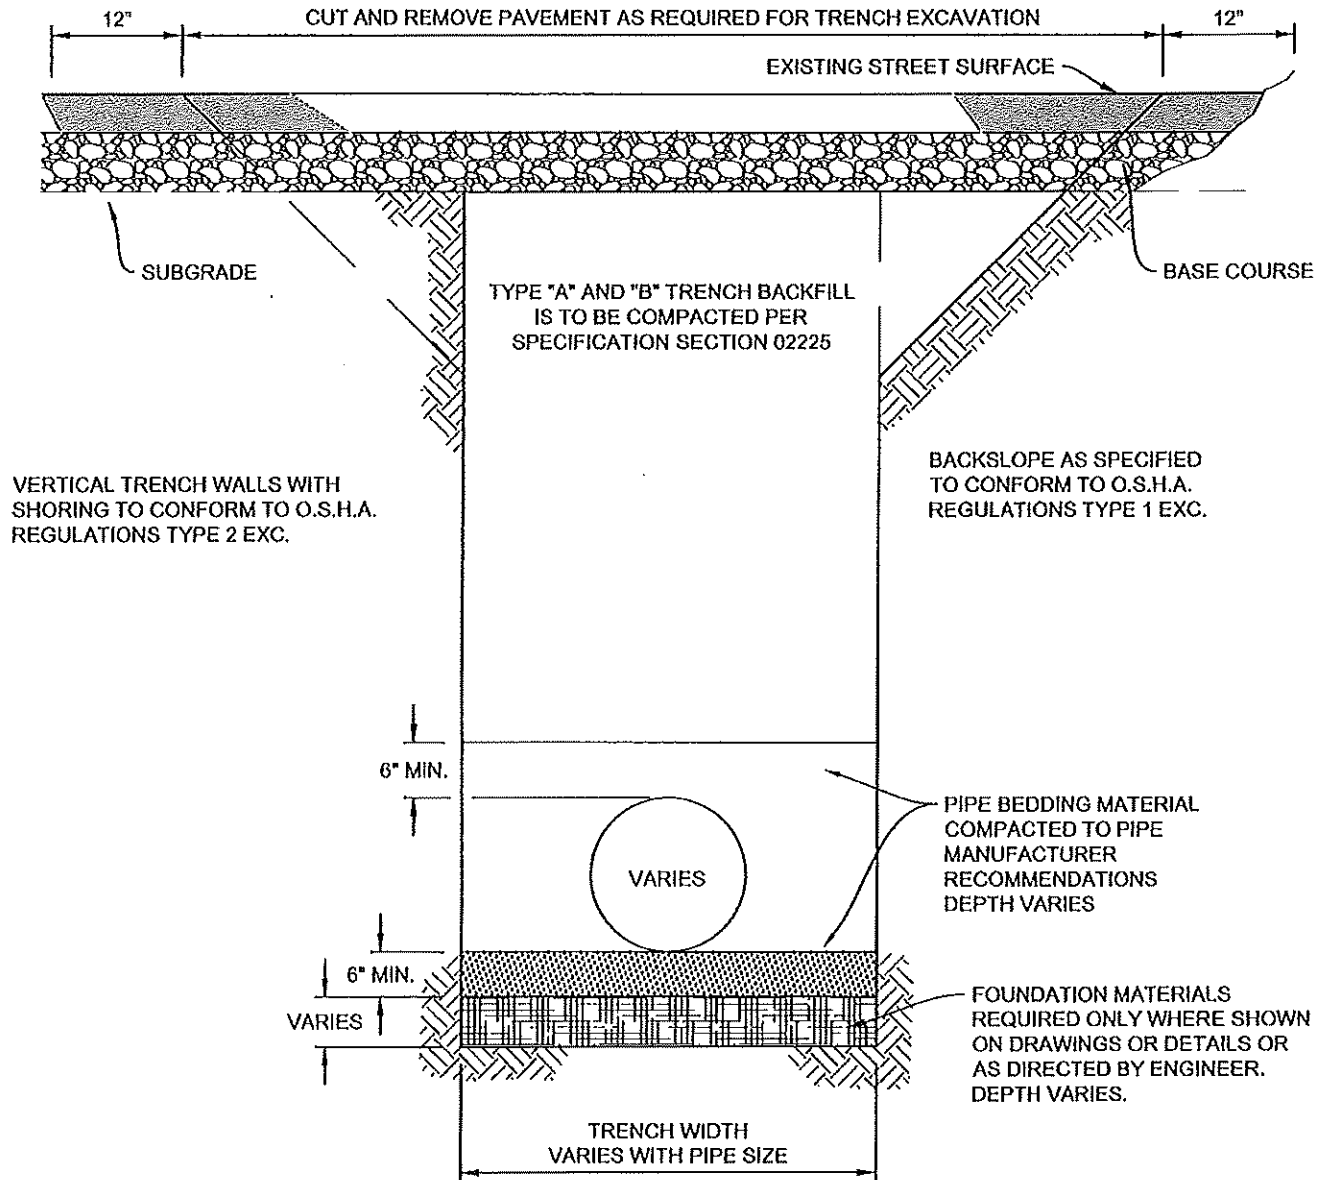 12" CUT AND REMOVE PAVEMENT AS REQUIRED FOR TRENCH EXCAVATION 12"
EXISTING STREET SURFACE
SUBGRADE
BASE COURSE
TYPE "A" AND "B" TRENCH BACKFILL
IS TO BE COMPACTED PER
SPECIFICATION SECTION 02225
VERTICAL TRENCH WALLS WITH
SHORING TO CONFORM TO O.S.H.A.
REGULATIONS TYPE 2 EXC.
BACKSLOPE AS SPECIFIED
TO CONFORM TO O.S.H.A.
REGULATIONS TYPE 1 EXC.
6" MIN.
VARIES
PIPE BEDDING MATERIAL
COMPACTED TO PIPE
MANUFACTURER
RECOMMENDATIONS
DEPTH VARIES
6" MIN.
VARIES
FOUNDATION MATERIALS
REQUIRED ONLY WHERE SHOWN
ON DRAWINGS OR DETAILS OR
AS DIRECTED BY ENGINEER.
DEPTH VARIES.
TRENCH WIDTH
VARIES WITH PIPE SIZE